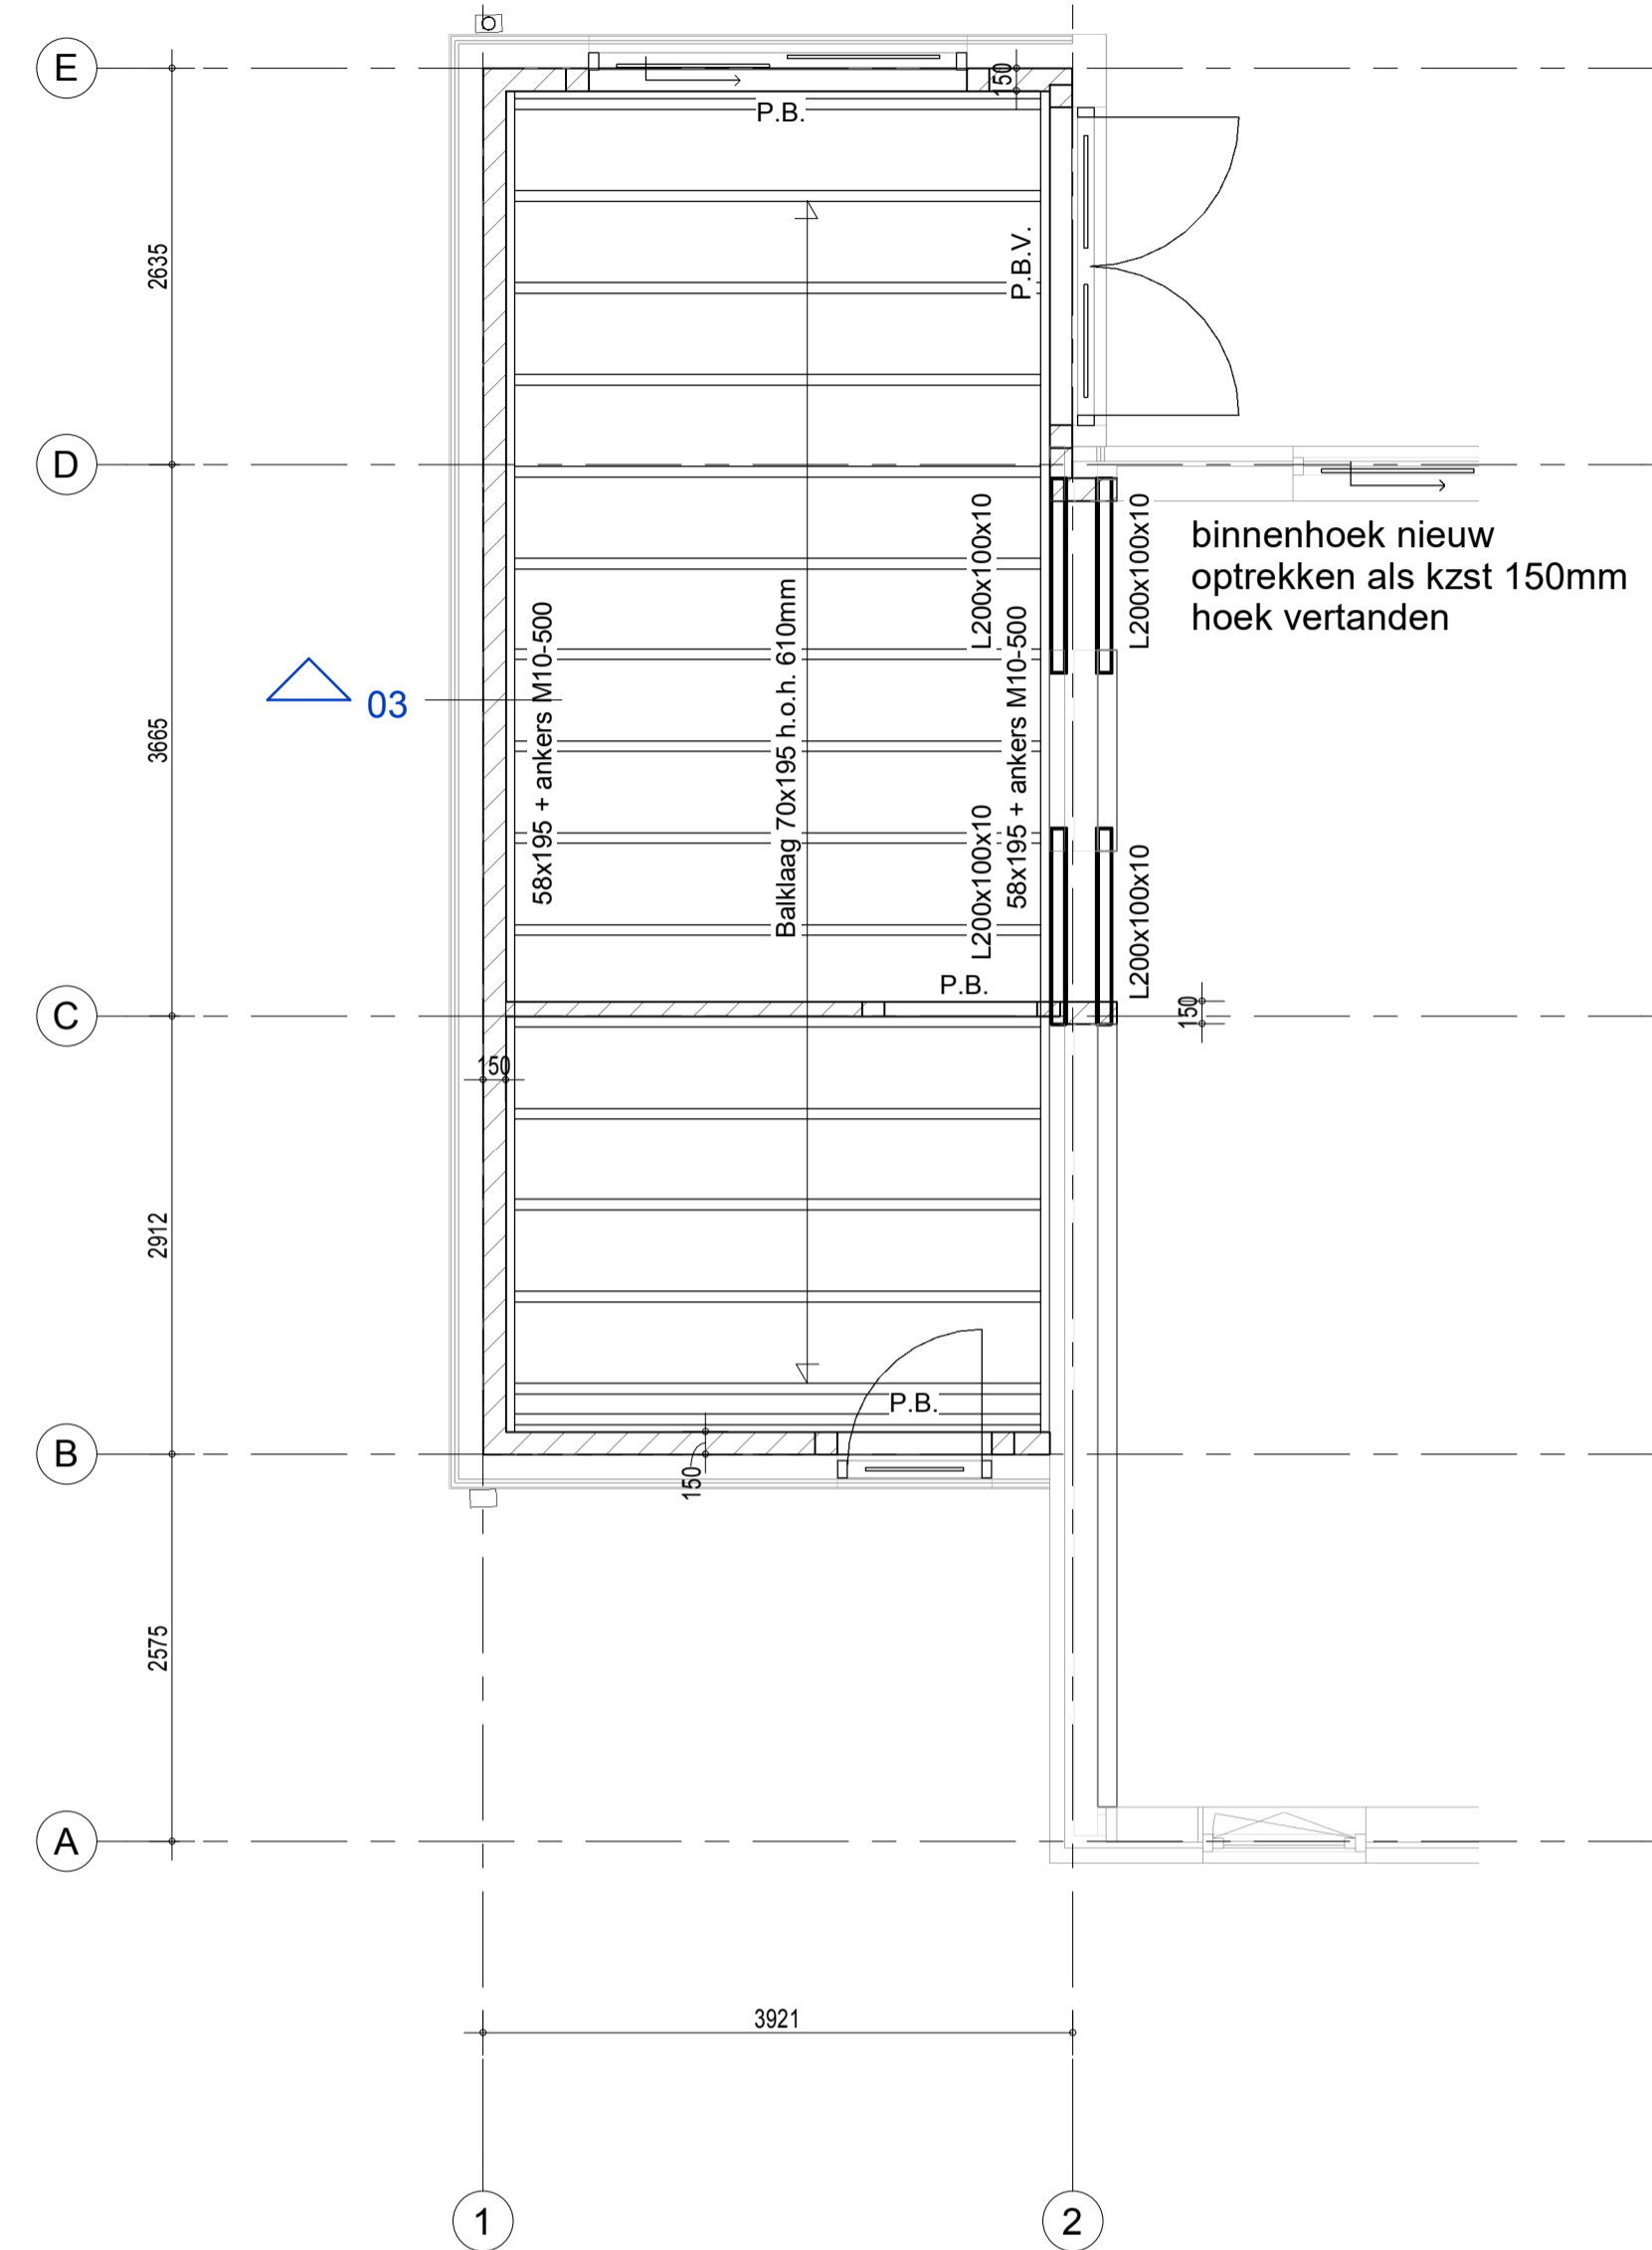 E
150
P.B.
2635
P.B.V.
D
L200x100x10
L200x100x10
binnenhoek nieuw
optrekken als kzst 150mm
hoek vertanden
58x195 + ankers M10-500
Balklaag 70x195 h.o.h. 610mm
58x195 + ankers M10-500
03
3665
L200x100x10
L200x100x10
P.B.
C
150
150
2912
P.B.
B
150
2575
A
3921
1
2